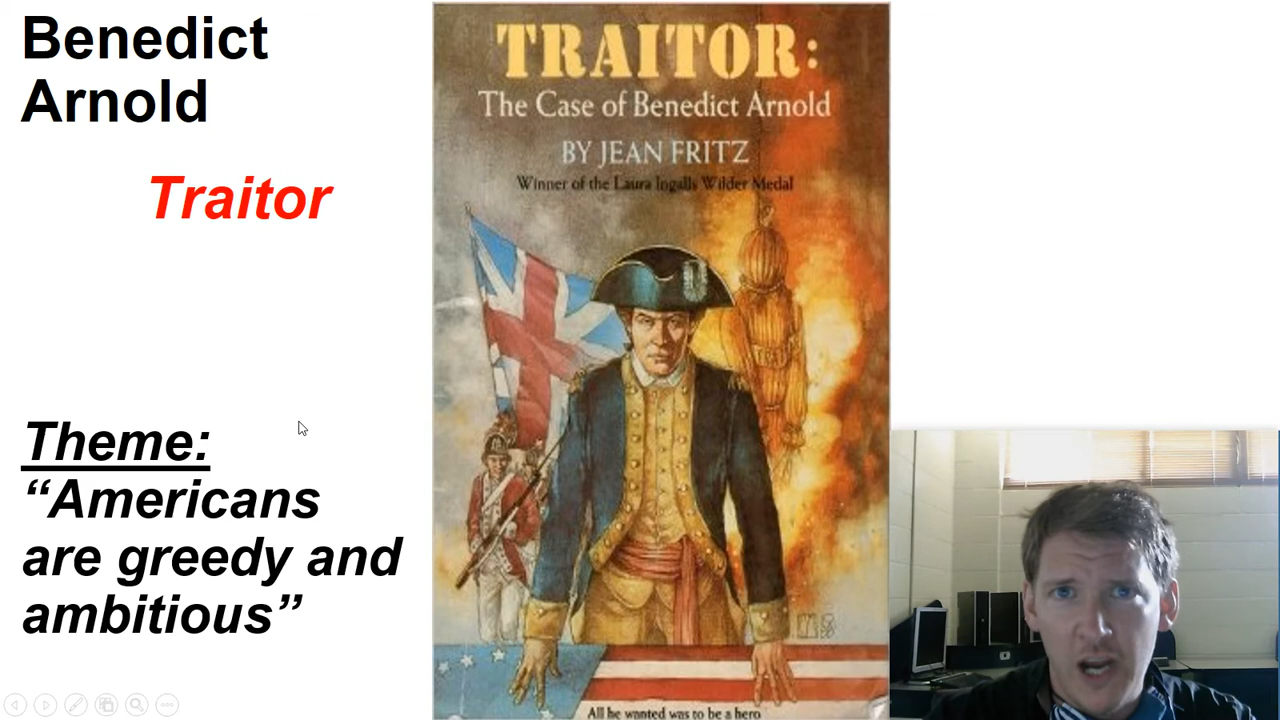 Benedict
Arnold
Traitor
Theme:
“Americans
are greedy and
ambitious”
TRAITOR:
The Case of Benedict Arnold
BY JEAN FRITZ
Winner of the Laura Ingalls Wilder Medal
TRAITOR
All he wanted was to be a hero